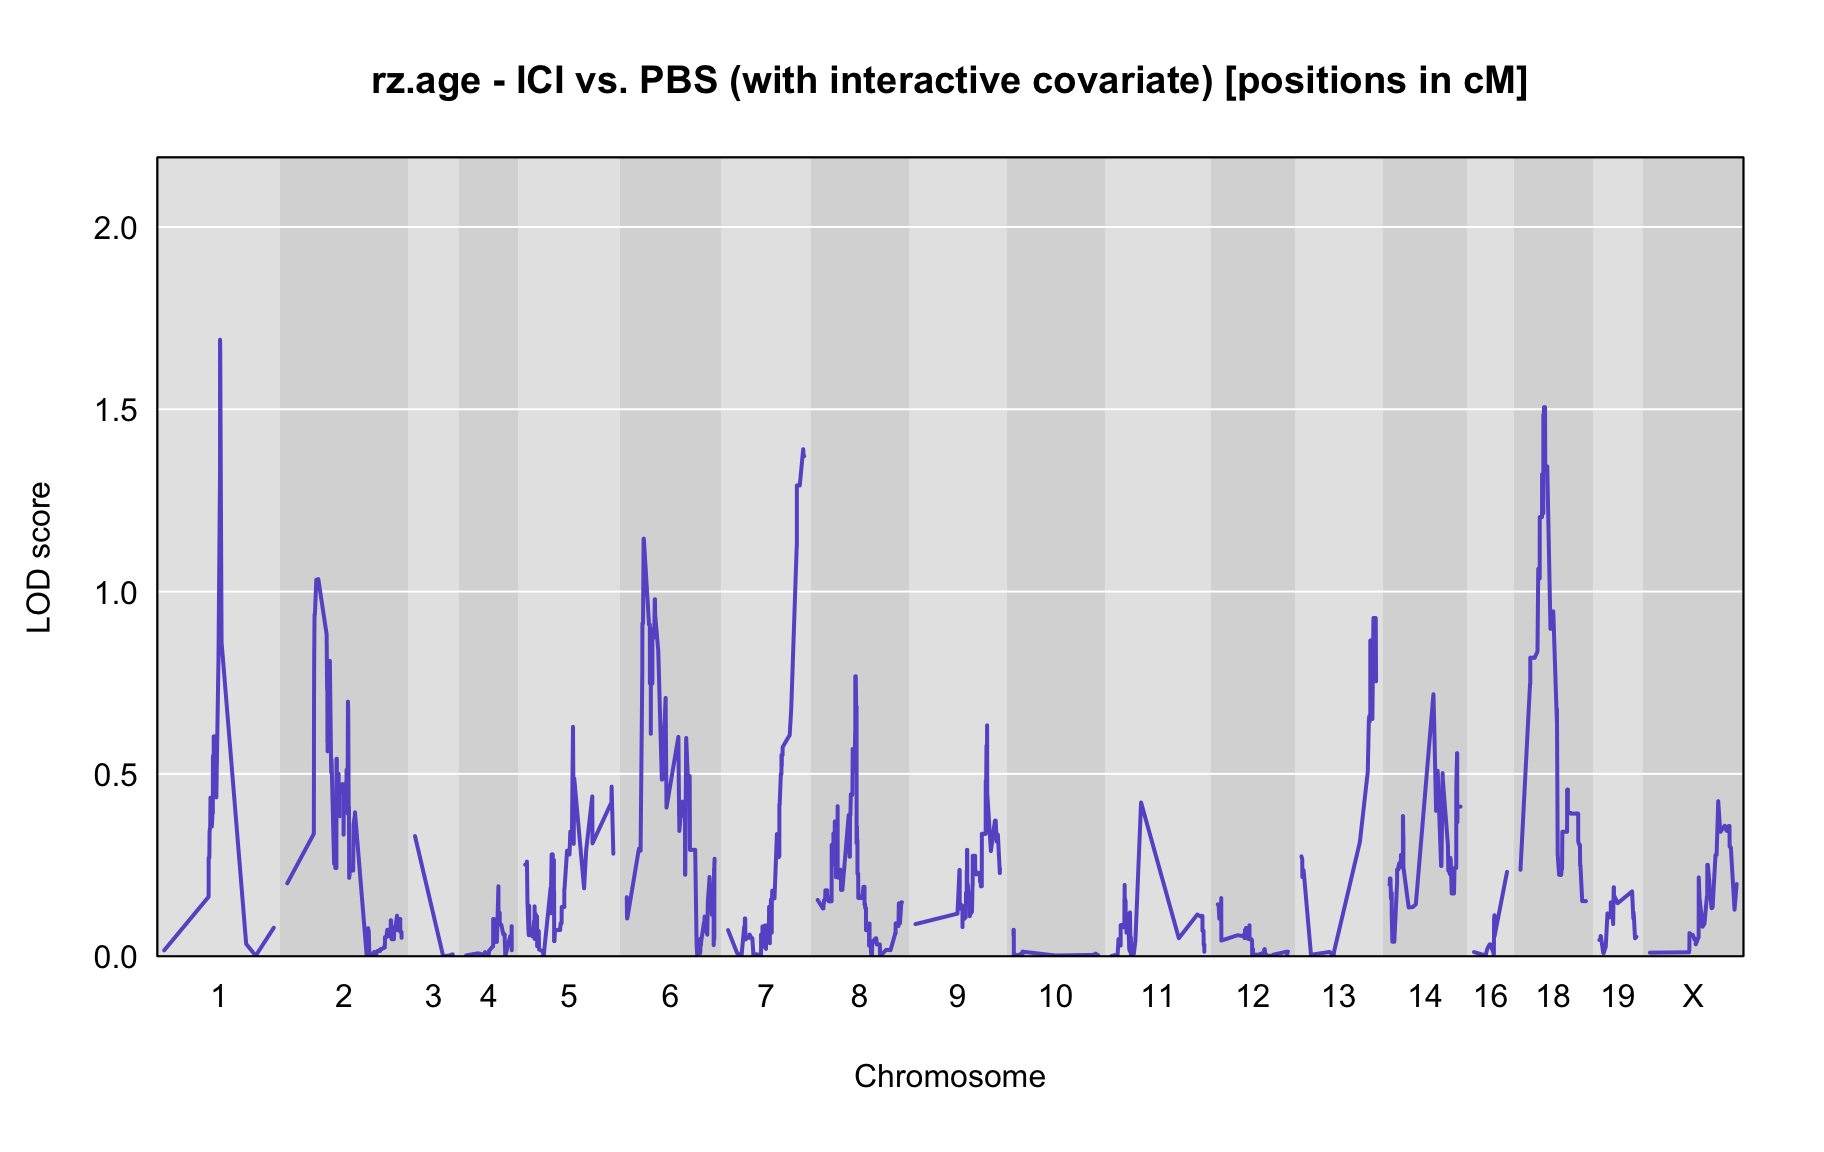 rz.age - ICI vs. PBS (with interactive covariate) [positions in cM]
LOD score
2.0
1.5
1.0
0.5
0.0
1 2 3 4 5 6 7 8 9 10 11 12 13 14 16 18 19 X
Chromosome